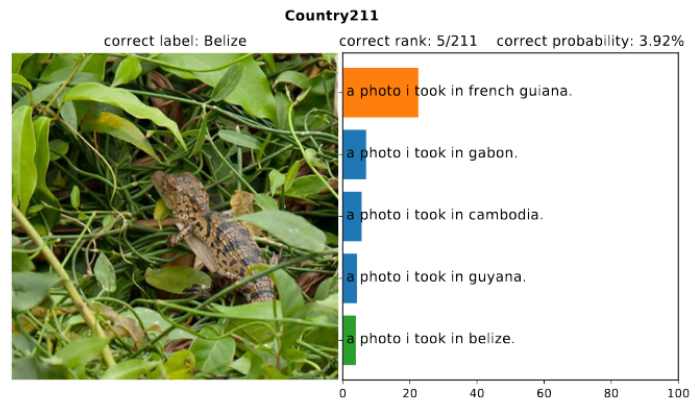 Country211
correct label: Belize
correct rank: 5/211 correct probability: 3.92%
a photo i took in french guiana.
a photo i took in gabon.
a photo i took in cambodia.
a photo i took in guyana.
a photo i took in belize.
0 20 40 60 80 100